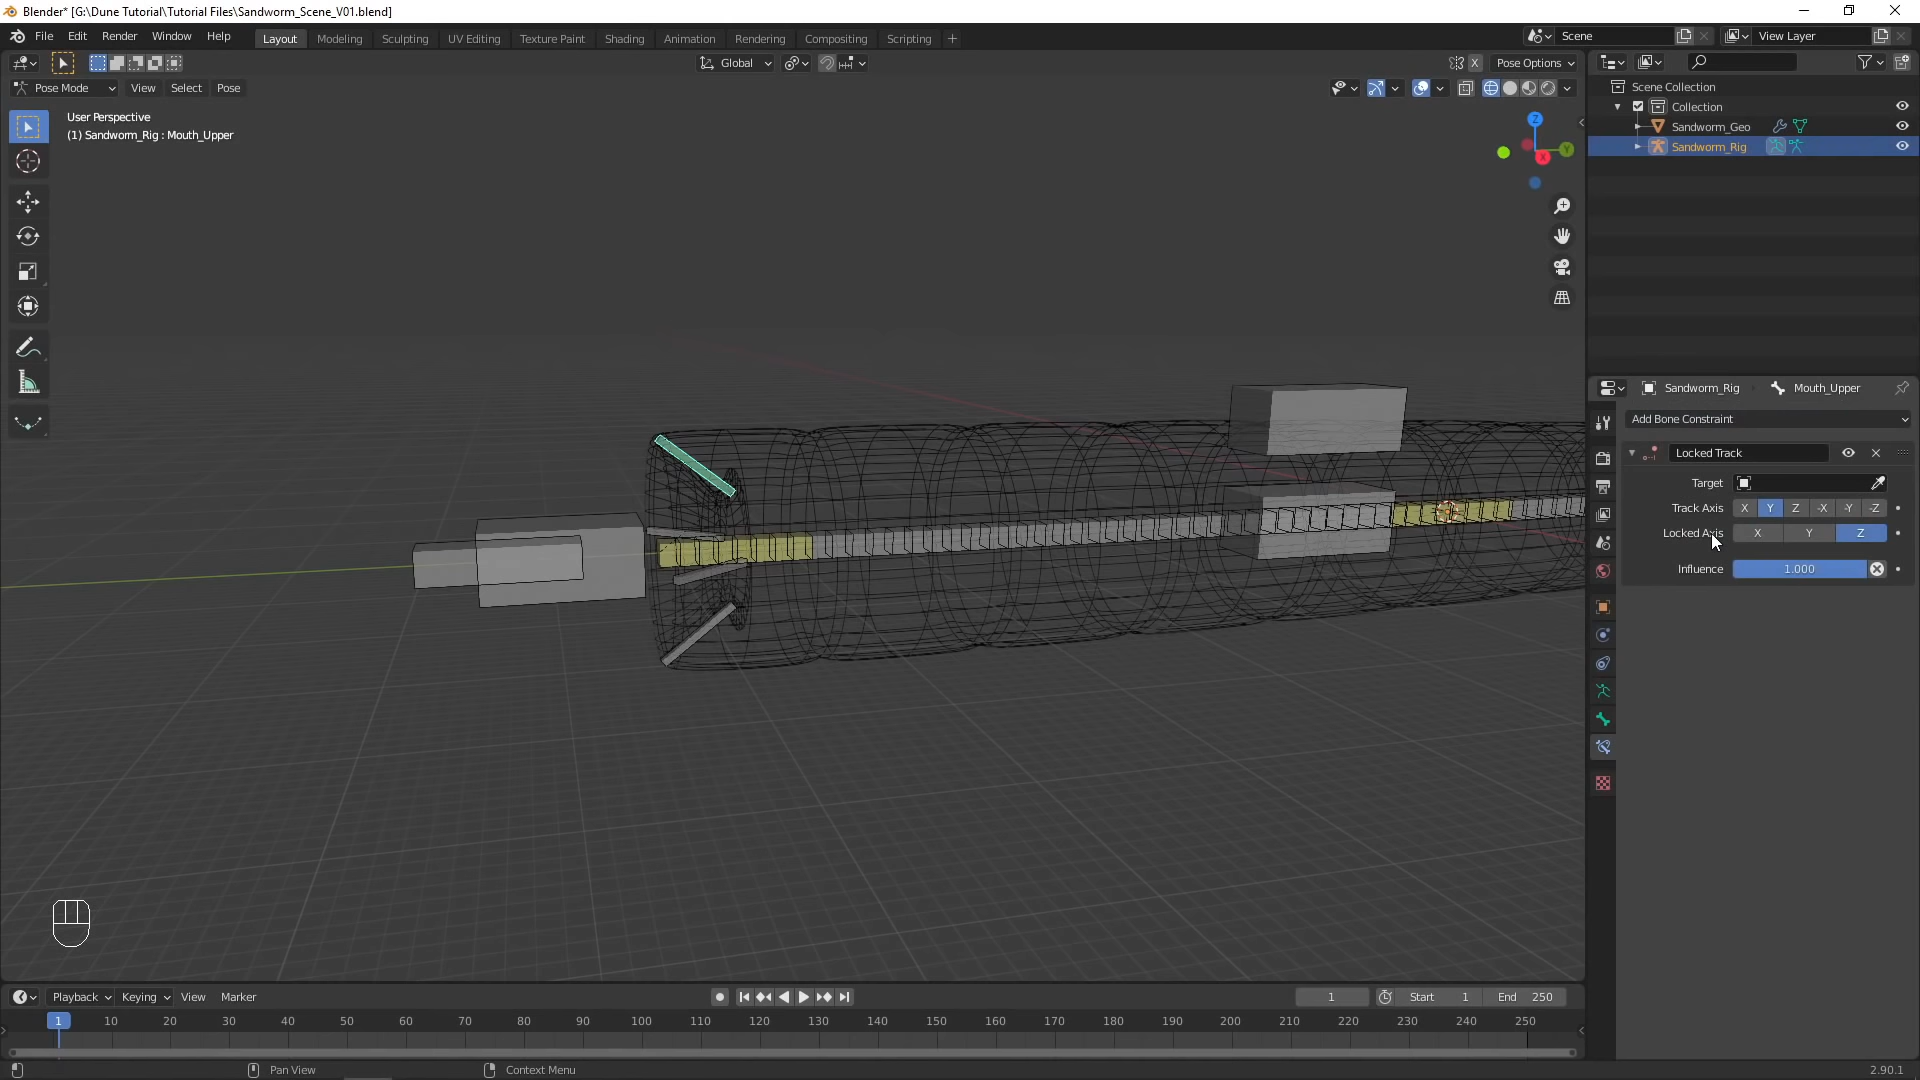 Blender* [G:\Dune Tutorial\Tutorial Files\Sandworm_Scene_V01.blend]
File Edit Render Window Help
Layout Modeling Sculpting UV Editing Texture Paint Shading Animation Rendering Compositing Scripting +
Scene
View Layer
Global
X
Pose Options
Pose Mode View Select Pose
User Perspective
(1) Sandworm_Rig : Mouth_Upper
Z
Y
X
Scene Collection
Collection
Sandworm_Geo
Sandworm_Rig
Sandworm_Rig Mouth_Upper
Add Bone Constraint
Locked Track
Target
Track Axis X Y Z -X -Y -Z
Locked Axis X Y Z
Influence 1.000
Playback Keying View Marker
1
Start 1 End 250
1 10 20 30 40 50 60 70 80 90 100 110 120 130 140 150 160 170 180 190 200 210 220 230 240 250
Pan View
Context Menu
2.90.1